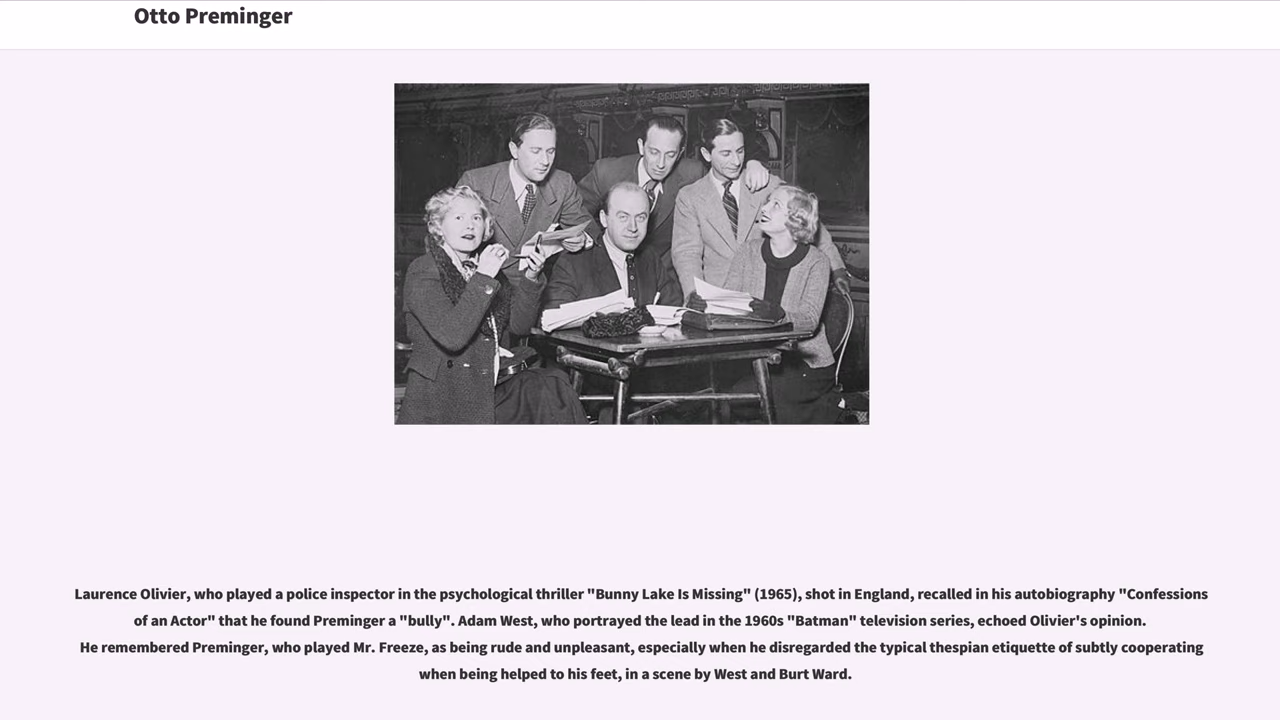 Otto Preminger
Laurence Olivier, who played a police inspector in the psychological thriller "Bunny Lake Is Missing" (1965), shot in England, recalled in his autobiography "Confessions
of an Actor" that he found Preminger a "bully". Adam West, who portrayed the lead in the 1960s "Batman" television series, echoed Olivier's opinion.
He remembered Preminger, who played Mr. Freeze, as being rude and unpleasant, especially when he disregarded the typical thespian etiquette of subtly cooperating
when being helped to his feet, in a scene by West and Burt Ward.